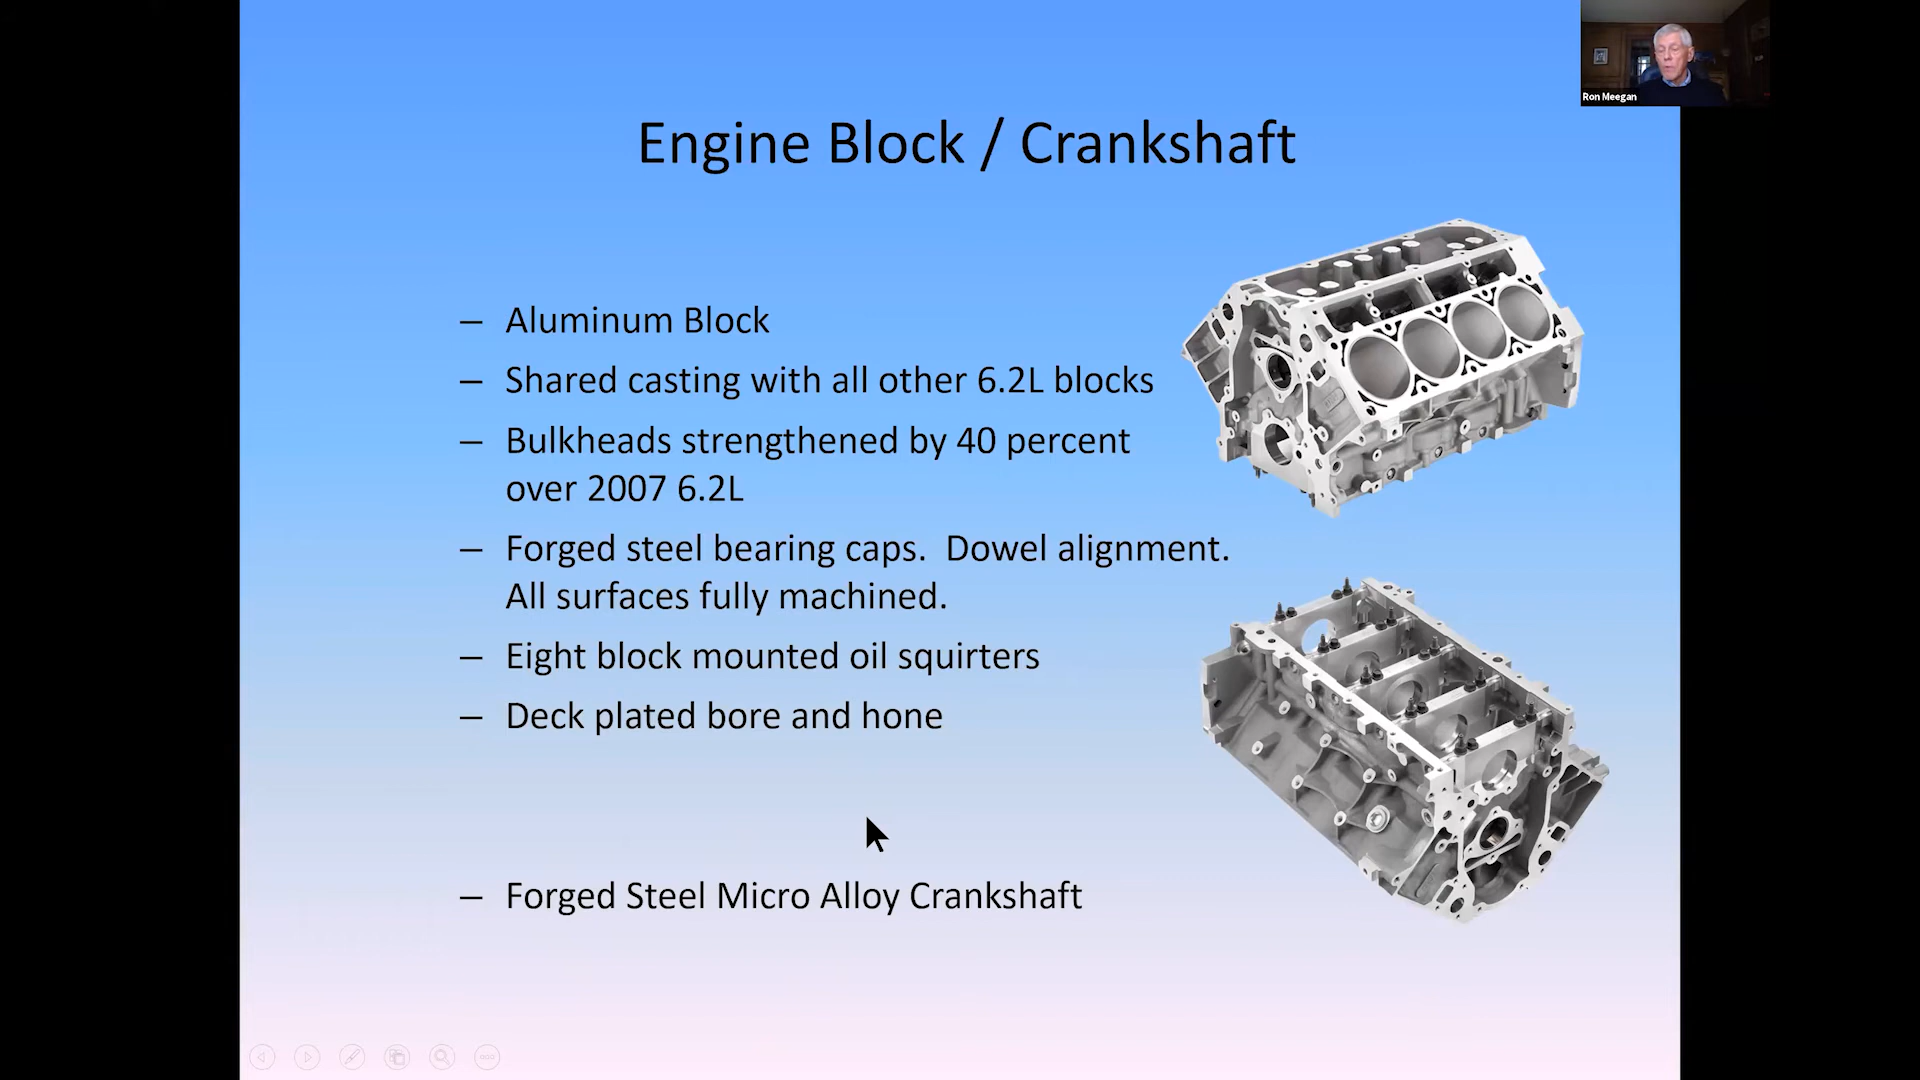 Ron Meegan
Engine Block / Crankshaft
– Aluminum Block
– Shared casting with all other 6.2L blocks
– Bulkheads strengthened by 40 percent
over 2007 6.2L
– Forged steel bearing caps.  Dowel alignment.
All surfaces fully machined.
– Eight block mounted oil squirters
– Deck plated bore and hone
– Forged Steel Micro Alloy Crankshaft